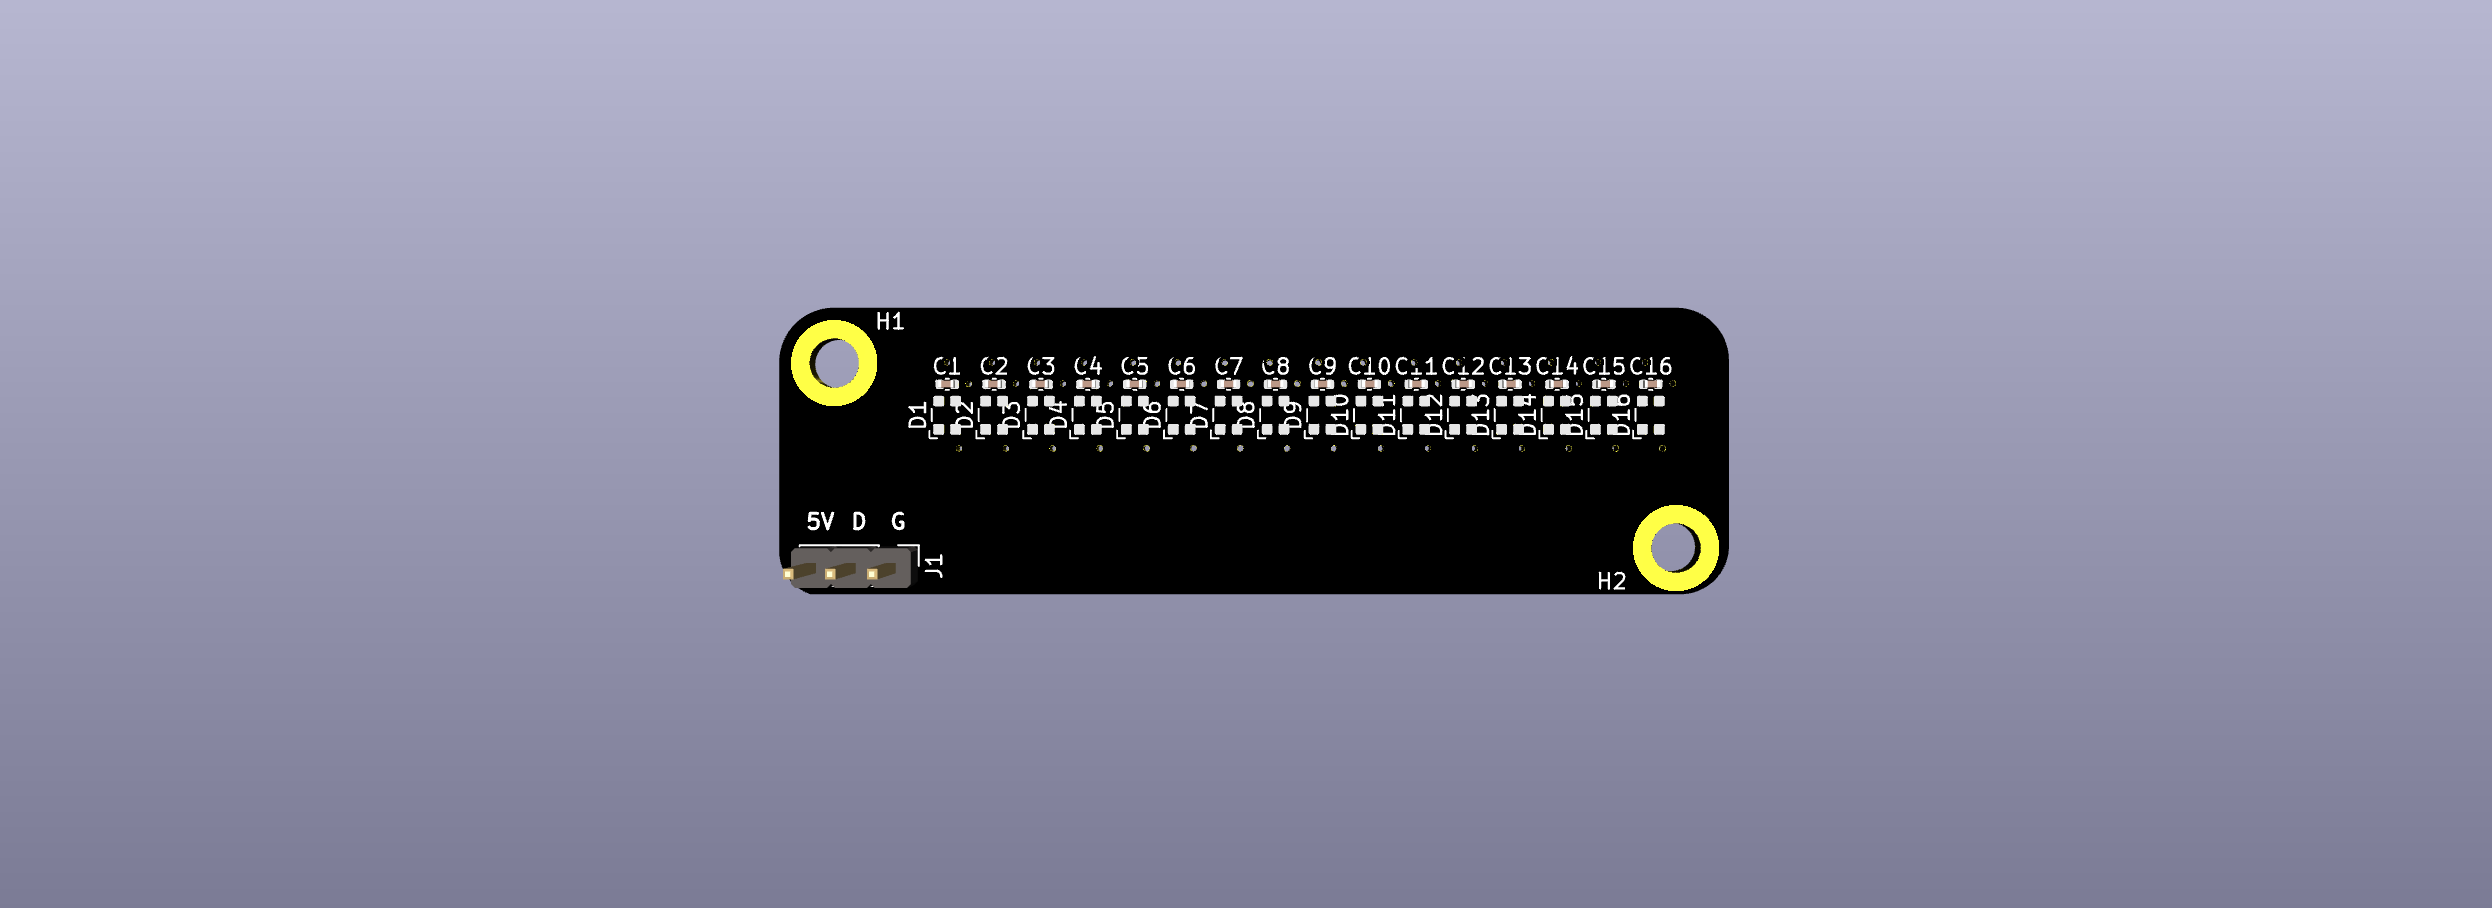 H1
C1 C2 C3 C4 C5 C6 C7 C8 C9 C10 C11 C12 C13 C14 C15 C16
D1 D2 D3 D4 D5 D6 D7 D8 D9 D10 D11 D12 D13 D14 D15 D16
5V D G
J1
H2